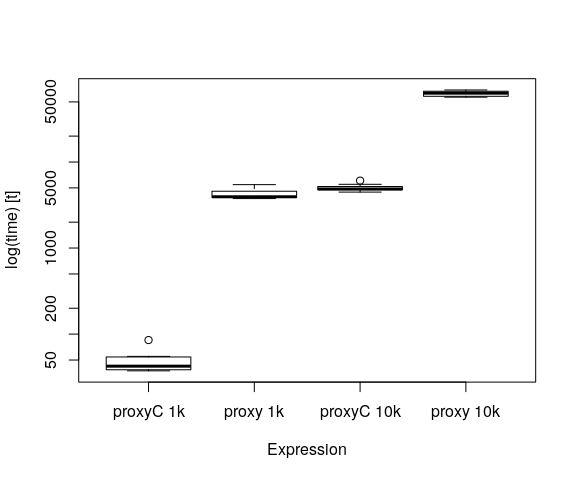 log(time) [t]
50000
5000
1000
200
50
proxyC 1k
proxy 1k
proxyC 10k
proxy 10k
Expression